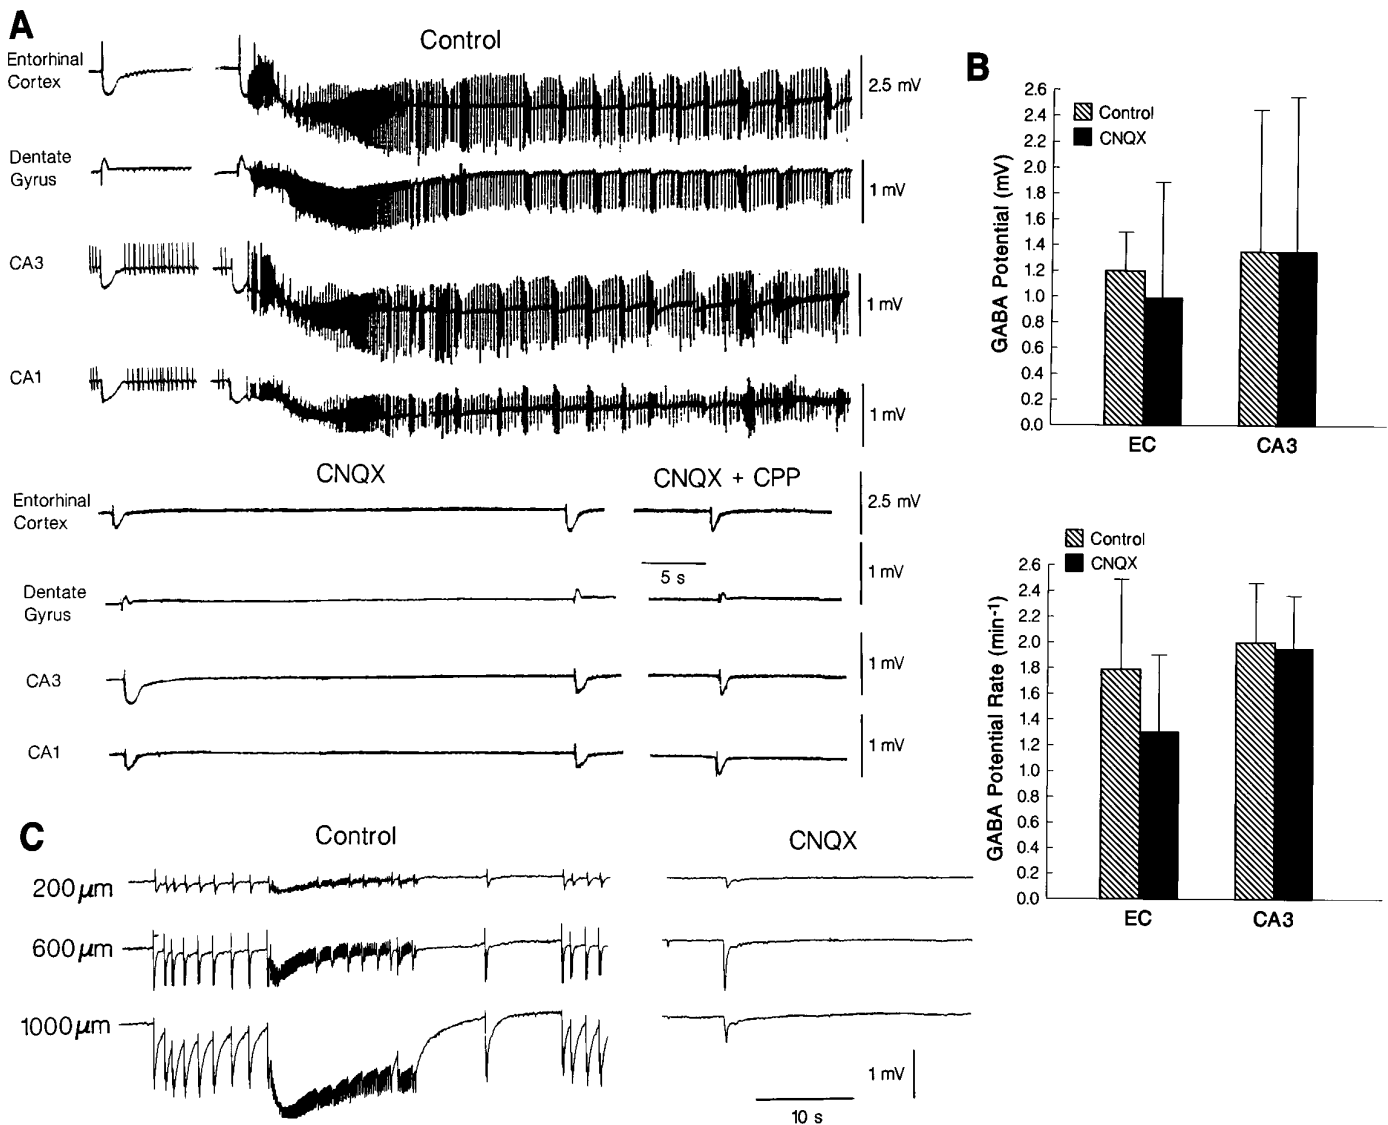 A
Control
Entorhinal
Cortex
2.5 mV
Dentate
Gyrus
1 mV
CA3
1 mV
CA1
1 mV
CNQX
CNQX + CPP
Entorhinal
Cortex
2.5 mV
5 s
1 mV
Dentate
Gyrus
CA3
1 mV
CA1
1 mV
B
Control
CNQX
GABA Potential (mV)
2.6
2.4
2.2
2.0
1.8
1.6
1.4
1.2
1.0
0.8
0.6
0.4
0.2
0.0
EC CA3
Control
CNQX
GABA Potential Rate (min-1)
2.6
2.4
2.2
2.0
1.8
1.6
1.4
1.2
1.0
0.8
0.6
0.4
0.2
0.0
EC CA3
C
Control
CNQX
200 µm
600 µm
1000 µm
1 mV
10 s